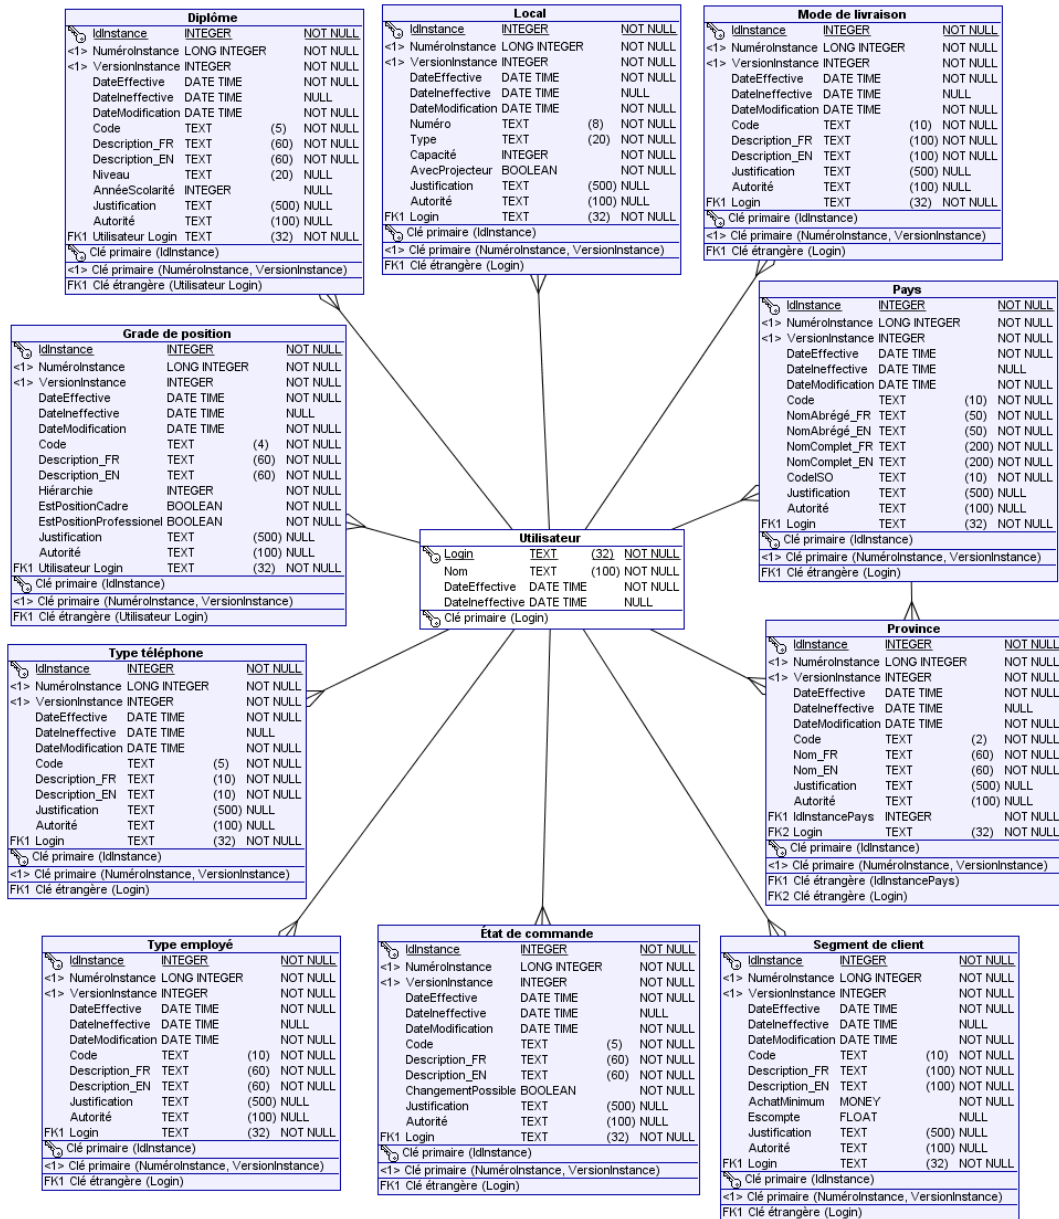 Diplôme
IdInstance INTEGER NOT NULL
<1> NuméroInstance LONG INTEGER NOT NULL
<1> VersionInstance INTEGER NOT NULL
DateEffective DATE TIME NOT NULL
DateIneffective DATE TIME NULL
DateModification DATE TIME NOT NULL
Code TEXT (5) NOT NULL
Description_FR TEXT (60) NOT NULL
Description_EN TEXT (60) NOT NULL
Niveau TEXT (20) NULL
AnnéeScolarité INTEGER NULL
Justification TEXT (500) NULL
Autorité TEXT (100) NULL
FK1 Utilisateur Login TEXT (32) NOT NULL
Clé primaire (IdInstance)
<1> Clé primaire (NuméroInstance, VersionInstance)
FK1 Clé étrangère (Utilisateur Login)
Local
IdInstance INTEGER NOT NULL
<1> NuméroInstance LONG INTEGER NOT NULL
<1> VersionInstance INTEGER NOT NULL
DateEffective DATE TIME NOT NULL
DateIneffective DATE TIME NULL
DateModification DATE TIME NOT NULL
Numéro TEXT (8) NOT NULL
Type TEXT (20) NOT NULL
Capacité INTEGER NOT NULL
AvecProjecteur BOOLEAN NOT NULL
Justification TEXT (500) NULL
Autorité TEXT (100) NULL
FK1 Login TEXT (32) NOT NULL
Clé primaire (IdInstance)
<1> Clé primaire (NuméroInstance, VersionInstance)
FK1 Clé étrangère (Login)
Mode de livraison
IdInstance INTEGER NOT NULL
<1> NuméroInstance LONG INTEGER NOT NULL
<1> VersionInstance INTEGER NOT NULL
DateEffective DATE TIME NOT NULL
DateIneffective DATE TIME NULL
DateModification DATE TIME NOT NULL
Code TEXT (10) NOT NULL
Description_FR TEXT (100) NOT NULL
Description_EN TEXT (100) NOT NULL
Justification TEXT (500) NULL
Autorité TEXT (100) NULL
FK1 Login TEXT (32) NOT NULL
Clé primaire (IdInstance)
<1> Clé primaire (NuméroInstance, VersionInstance)
FK1 Clé étrangère (Login)
Grade de position
IdInstance INTEGER NOT NULL
<1> NuméroInstance LONG INTEGER NOT NULL
<1> VersionInstance INTEGER NOT NULL
DateEffective DATE TIME NOT NULL
DateIneffective DATE TIME NULL
DateModification DATE TIME NOT NULL
Code TEXT (4) NOT NULL
Description_FR TEXT (60) NOT NULL
Description_EN TEXT (60) NOT NULL
Hiérarchie INTEGER NOT NULL
EstPositionCadre BOOLEAN NOT NULL
EstPositionProfessionel BOOLEAN NOT NULL
Justification TEXT (500) NULL
Autorité TEXT (100) NULL
FK1 Utilisateur Login TEXT (32) NOT NULL
Clé primaire (IdInstance)
<1> Clé primaire (NuméroInstance, VersionInstance)
FK1 Clé étrangère (Utilisateur Login)
Pays
IdInstance INTEGER NOT NULL
<1> NuméroInstance LONG INTEGER NOT NULL
<1> VersionInstance INTEGER NOT NULL
DateEffective DATE TIME NOT NULL
DateIneffective DATE TIME NULL
DateModification DATE TIME NOT NULL
Code TEXT (10) NOT NULL
NomAbrégé_FR TEXT (50) NOT NULL
NomAbrégé_EN TEXT (50) NOT NULL
NomComplet_FR TEXT (200) NOT NULL
NomComplet_EN TEXT (200) NOT NULL
CodeISO TEXT (10) NOT NULL
Justification TEXT (500) NULL
Autorité TEXT (100) NULL
FK1 Login TEXT (32) NOT NULL
Clé primaire (IdInstance)
<1> Clé primaire (NuméroInstance, VersionInstance)
FK1 Clé étrangère (Login)
Utilisateur
Login TEXT (32) NOT NULL
Nom TEXT (100) NOT NULL
DateEffective DATE TIME NOT NULL
DateIneffective DATE TIME NULL
Clé primaire (Login)
Type téléphone
IdInstance INTEGER NOT NULL
<1> NuméroInstance LONG INTEGER NOT NULL
<1> VersionInstance INTEGER NOT NULL
DateEffective DATE TIME NOT NULL
DateIneffective DATE TIME NULL
DateModification DATE TIME NOT NULL
Code TEXT (5) NOT NULL
Description_FR TEXT (10) NOT NULL
Description_EN TEXT (10) NOT NULL
Justification TEXT (500) NULL
Autorité TEXT (100) NULL
FK1 Login TEXT (32) NOT NULL
Clé primaire (IdInstance)
<1> Clé primaire (NuméroInstance, VersionInstance)
FK1 Clé étrangère (Login)
Province
IdInstance INTEGER NOT NULL
<1> NuméroInstance LONG INTEGER NOT NULL
<1> VersionInstance INTEGER NOT NULL
DateEffective DATE TIME NOT NULL
DateIneffective DATE TIME NULL
DateModification DATE TIME NOT NULL
Code TEXT (2) NOT NULL
Nom_FR TEXT (60) NOT NULL
Nom_EN TEXT (60) NOT NULL
Justification TEXT (500) NULL
Autorité TEXT (100) NULL
FK1 IdInstancePays INTEGER NOT NULL
FK2 Login TEXT (32) NOT NULL
Clé primaire (IdInstance)
<1> Clé primaire (NuméroInstance, VersionInstance)
FK1 Clé étrangère (IdInstancePays)
FK2 Clé étrangère (Login)
Type employé
IdInstance INTEGER NOT NULL
<1> NuméroInstance LONG INTEGER NOT NULL
<1> VersionInstance INTEGER NOT NULL
DateEffective DATE TIME NOT NULL
DateIneffective DATE TIME NULL
DateModification DATE TIME NOT NULL
Code TEXT (10) NOT NULL
Description_FR TEXT (60) NOT NULL
Description_EN TEXT (60) NOT NULL
Justification TEXT (500) NULL
Autorité TEXT (100) NULL
FK1 Login TEXT (32) NOT NULL
Clé primaire (IdInstance)
<1> Clé primaire (NuméroInstance, VersionInstance)
FK1 Clé étrangère (Login)
État de commande
IdInstance INTEGER NOT NULL
<1> NuméroInstance LONG INTEGER NOT NULL
<1> VersionInstance INTEGER NOT NULL
DateEffective DATE TIME NOT NULL
DateIneffective DATE TIME NULL
DateModification DATE TIME NOT NULL
Code TEXT (5) NOT NULL
Description_FR TEXT (60) NOT NULL
Description_EN TEXT (60) NOT NULL
ChangementPossible BOOLEAN NOT NULL
Justification TEXT (500) NULL
Autorité TEXT (100) NULL
FK1 Login TEXT (32) NOT NULL
Clé primaire (IdInstance)
<1> Clé primaire (NuméroInstance, VersionInstance)
FK1 Clé étrangère (Login)
Segment de client
IdInstance INTEGER NOT NULL
<1> NuméroInstance LONG INTEGER NOT NULL
<1> VersionInstance INTEGER NOT NULL
DateEffective DATE TIME NOT NULL
DateIneffective DATE TIME NULL
DateModification DATE TIME NOT NULL
Code TEXT (10) NOT NULL
Description_FR TEXT (100) NOT NULL
Description_EN TEXT (100) NOT NULL
AchatMinimum MONEY NULL
Escompte FLOAT NULL
Justification TEXT (500) NULL
Autorité TEXT (100) NULL
FK1 Login TEXT (32) NOT NULL
Clé primaire (IdInstance)
<1> Clé primaire (NuméroInstance, VersionInstance)
FK1 Clé étrangère (Login)